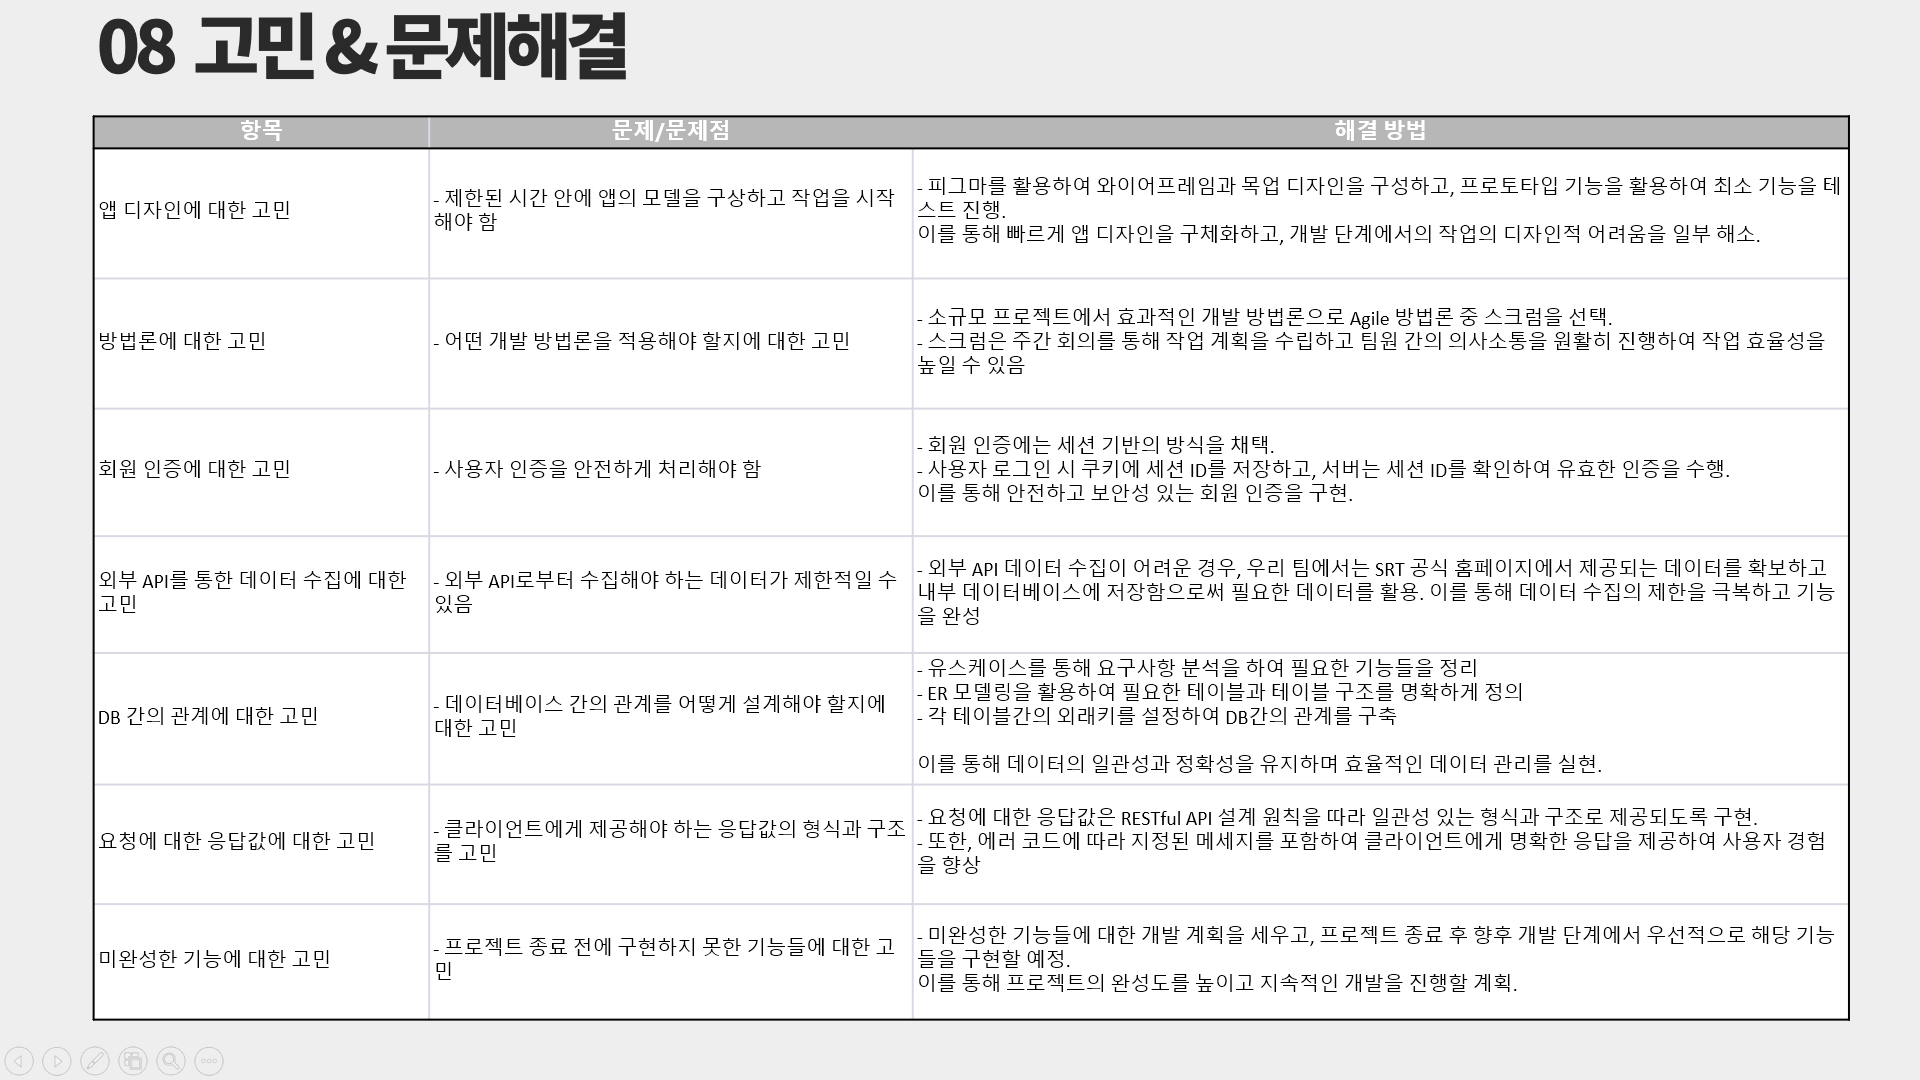 08 고민 & 문제해결
항목
문제/문제점
해결 방법
앱 디자인에 대한 고민
- 제한된 시간 안에 앱의 모델을 구상하고 작업을 시작
해야 함
- 피그마를 활용하여 와이어프레임과 목업 디자인을 구성하고, 프로토타입 기능을 활용하여 최소 기능을 테
스트 진행.
이를 통해 빠르게 앱 디자인을 구체화하고, 개발 단계에서의 작업의 디자인적 어려움을 일부 해소.
방법론에 대한 고민
- 어떤 개발 방법론을 적용해야 할지에 대한 고민
- 소규모 프로젝트에서 효과적인 개발 방법론으로 Agile 방법론 중 스크럼을 선택.
- 스크럼은 주간 회의를 통해 작업 계획을 수립하고 팀원 간의 의사소통을 원활히 진행하여 작업 효율성을
높일 수 있음
회원 인증에 대한 고민
- 사용자 인증을 안전하게 처리해야 함
- 회원 인증에는 세션 기반의 방식을 채택.
- 사용자 로그인 시 쿠키에 세션 ID를 저장하고, 서버는 세션 ID를 확인하여 유효한 인증을 수행.
이를 통해 안전하고 보안성 있는 회원 인증을 구현.
외부 API를 통한 데이터 수집에 대한
고민
- 외부 API로부터 수집해야 하는 데이터가 제한적일 수
있음
- 외부 API 데이터 수집이 어려운 경우, 우리 팀에서는 SRT 공식 홈페이지에서 제공되는 데이터를 확보하고
내부 데이터베이스에 저장함으로써 필요한 데이터를 활용. 이를 통해 데이터 수집의 제한을 극복하고 기능
을 완성
DB 간의 관계에 대한 고민
- 데이터베이스 간의 관계를 어떻게 설계해야 할지에
대한 고민
- 유스케이스를 통해 요구사항 분석을 하여 필요한 기능들을 정리
- ER 모델링을 활용하여 필요한 테이블과 테이블 구조를 명확하게 정의
- 각 테이블간의 외래키를 설정하여 DB간의 관계를 구축
이를 통해 데이터의 일관성과 정확성을 유지하며 효율적인 데이터 관리를 실현.
요청에 대한 응답값에 대한 고민
- 클라이언트에게 제공해야 하는 응답값의 형식과 구조
를 고민
- 요청에 대한 응답값은 RESTful API 설계 원칙을 따라 일관성 있는 형식과 구조로 제공되도록 구현.
- 또한, 에러 코드에 따라 지정된 메세지를 포함하여 클라이언트에게 명확한 응답을 제공하여 사용자 경험
을 향상
미완성한 기능에 대한 고민
- 프로젝트 종료 전에 구현하지 못한 기능들에 대한 고
민
- 미완성한 기능들에 대한 개발 계획을 세우고, 프로젝트 종료 후 향후 개발 단계에서 우선적으로 해당 기능
들을 구현할 예정.
이를 통해 프로젝트의 완성도를 높이고 지속적인 개발을 진행할 계획.